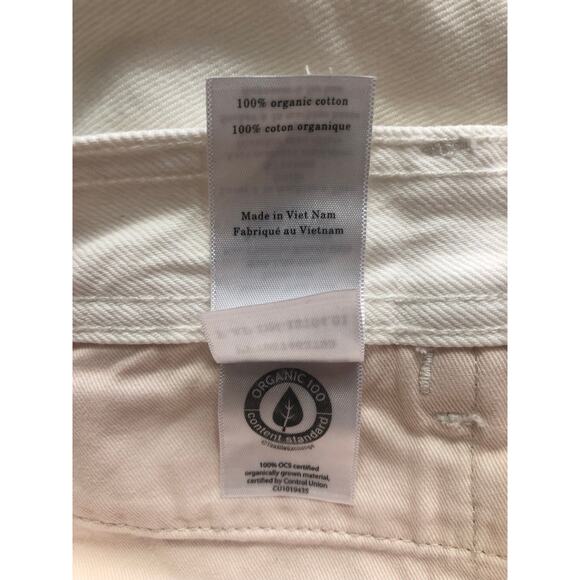 100% organic cotton
100% coton organique
Made in Viet Nam
Fabriqué au Vietnam
ORGANIC 100
content standard
©TextileExchange
100% OCS certified
organically grown material,
certified by Control Union
CU1019435